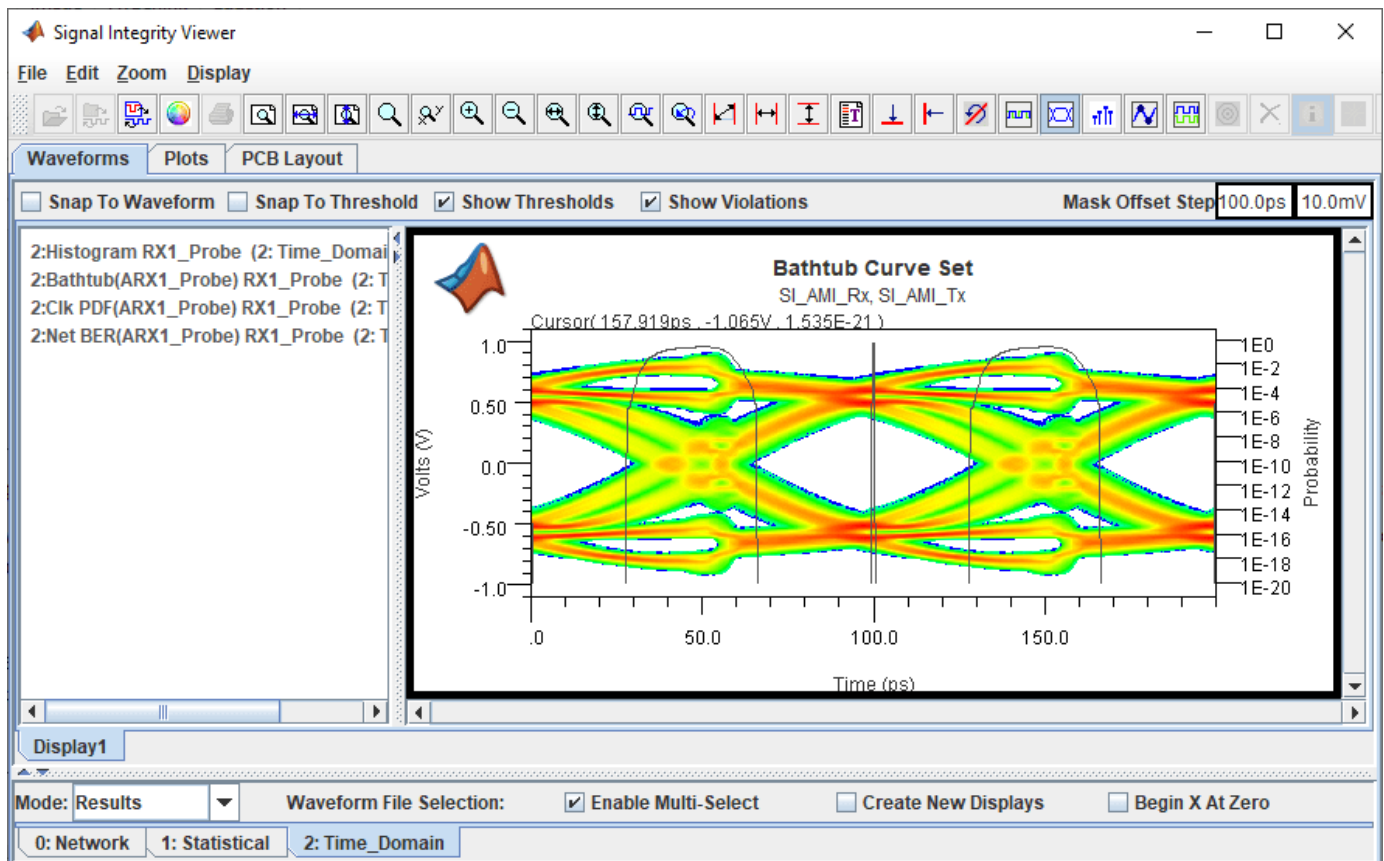 Signal Integrity Viewer
File Edit Zoom Display
Waveforms Plots PCB Layout
Snap To Waveform Snap To Threshold Show Thresholds Show Violations Mask Offset Step 100.0ps 10.0mV
2:Histogram RX1_Probe (2: Time_Domai
2:Bathtub(ARX1_Probe) RX1_Probe (2: T
2:Clk PDF(ARX1_Probe) RX1_Probe (2: T
2:Net BER(ARX1_Probe) RX1_Probe (2: T
Bathtub Curve Set
SI_AMI_Rx, SI_AMI_Tx
Cursor( 157.919ps , -1.065V , 1.535E-21 )
Volts (V)
1.0
0.50
0.0
-0.50
-1.0
1E0
1E-2
1E-4
1E-6
1E-8
1E-10
1E-12
1E-14
1E-16
1E-18
1E-20
Probability
.0 50.0 100.0 150.0
Time (ps)
Display1
Mode: Results Waveform File Selection: Enable Multi-Select Create New Displays Begin X At Zero
0: Network 1: Statistical 2: Time_Domain